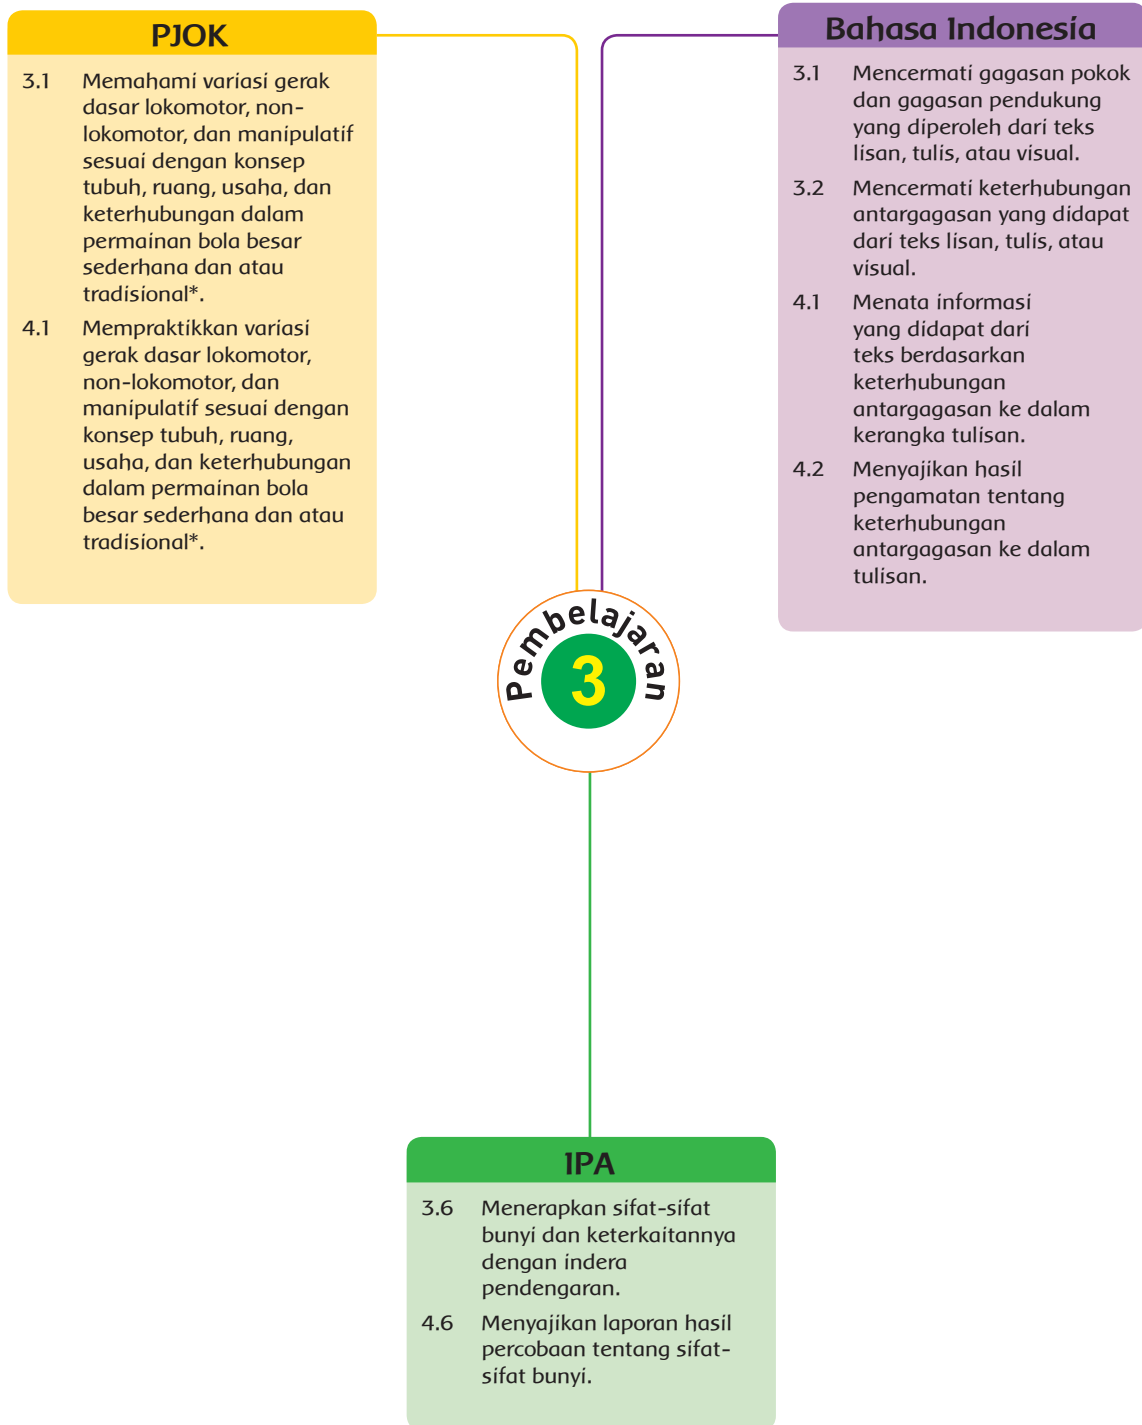 PJOK
3.1 Memahami variasi gerak
dasar lokomotor, non-
lokomotor, dan manipulatif
sesuai dengan konsep
tubuh, ruang, usaha, dan
keterhubungan dalam
permainan bola besar
sederhana dan atau
tradisional*.
4.1 Mempraktikkan variasi
gerak dasar lokomotor,
non-lokomotor, dan
manipulatif sesuai dengan
konsep tubuh, ruang,
usaha, dan keterhubungan
dalam permainan bola
besar sederhana dan atau
tradisional*.
Bahasa Indonesia
3.1 Mencermati gagasan pokok
dan gagasan pendukung
yang diperoleh dari teks
lisan, tulis, atau visual.
3.2 Mencermati keterhubungan
antargagasan yang didapat
dari teks lisan, tulis, atau
visual.
4.1 Menata informasi
yang didapat dari
teks berdasarkan
keterhubungan
antargagasan ke dalam
kerangka tulisan.
4.2 Menyajikan hasil
pengamatan tentang
keterhubungan
antargagasan ke dalam
tulisan.
Pembelajaran
3
IPA
3.6 Menerapkan sifat-sifat
bunyi dan keterkaitannya
dengan indera
pendengaran.
4.6 Menyajikan laporan hasil
percobaan tentang sifat-
sifat bunyi.